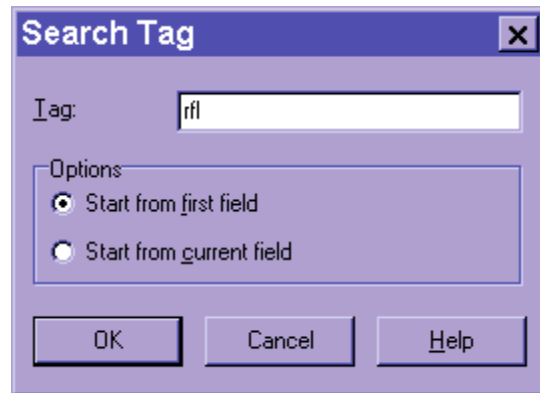 Search Tag
Tag: rfl
Options
Start from first field
Start from current field
OK Cancel Help